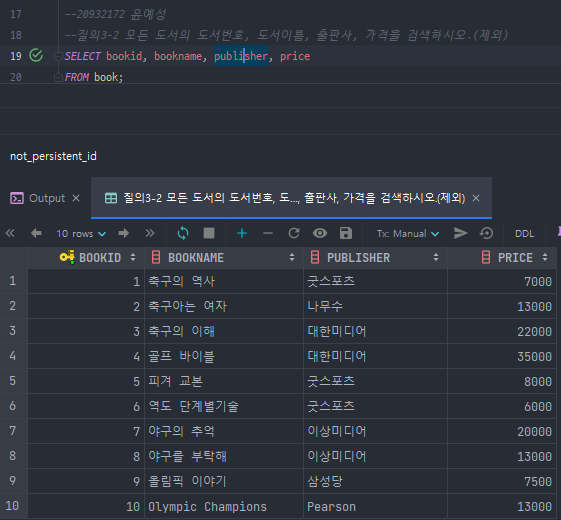 17
18 --20932172 윤예성
--질의3-2 모든 도서의 도서번호, 도서이름, 출판사, 가격을 검색하시오.(제외)
19 SELECT bookid, bookname, publisher, price
20 FROM book;
not_persistent_id
Output × 질의3-2 모든 도서의 도서번호, 도..., 출판사, 가격을 검색하시오.(제외) ×
10 rows Tx: Manual DDL
BOOKID BOOKNAME PUBLISHER PRICE
1 1 축구의 역사 굿스포츠 7000
2 2 축구아는 여자 나무수 13000
3 3 축구의 이해 대한미디어 22000
4 4 골프 바이블 대한미디어 35000
5 5 피겨 교본 굿스포츠 8000
6 6 역도 단계별기술 굿스포츠 6000
7 7 야구의 추억 이상미디어 20000
8 8 야구를 부탁해 이상미디어 13000
9 9 올림픽 이야기 삼성당 7500
10 10 Olympic Champions Pearson 13000